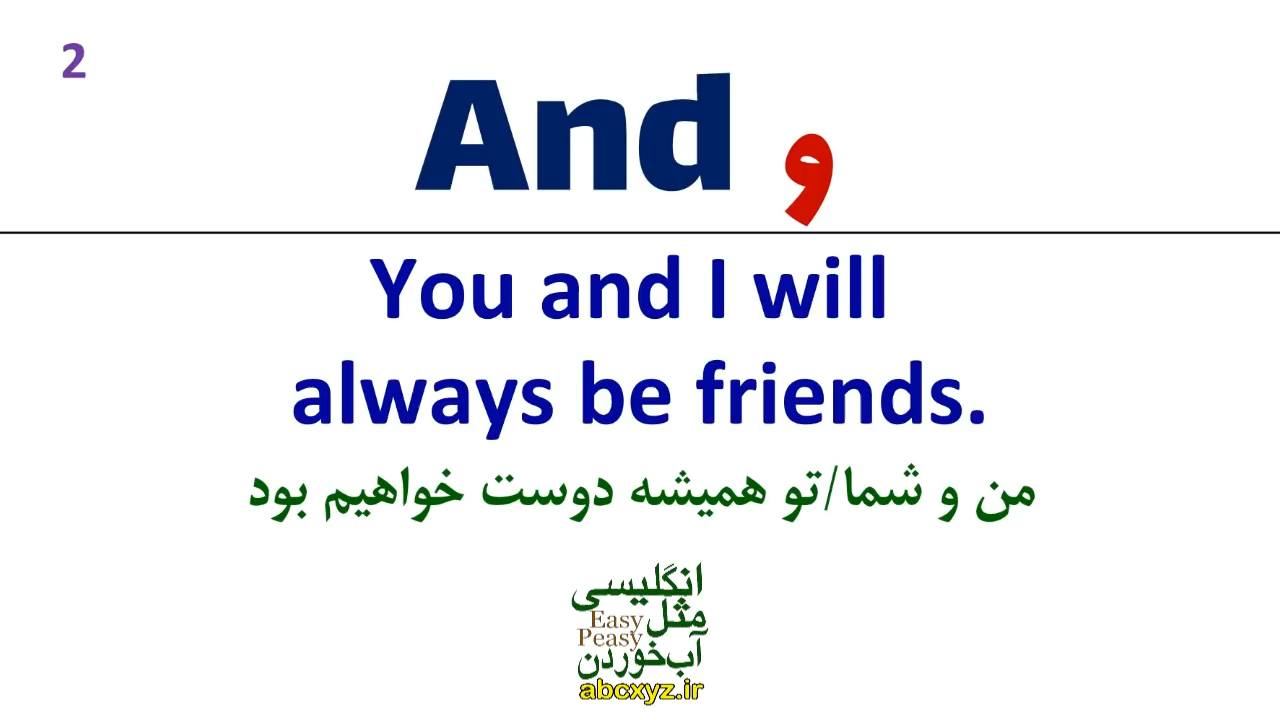 2
And و
You and I will
always be friends.
من و شما/تو همیشه دوست خواهیم بود
انگلیسی
مثل
Easy
Peasy
آب‌خوردن
abcxyz.ir